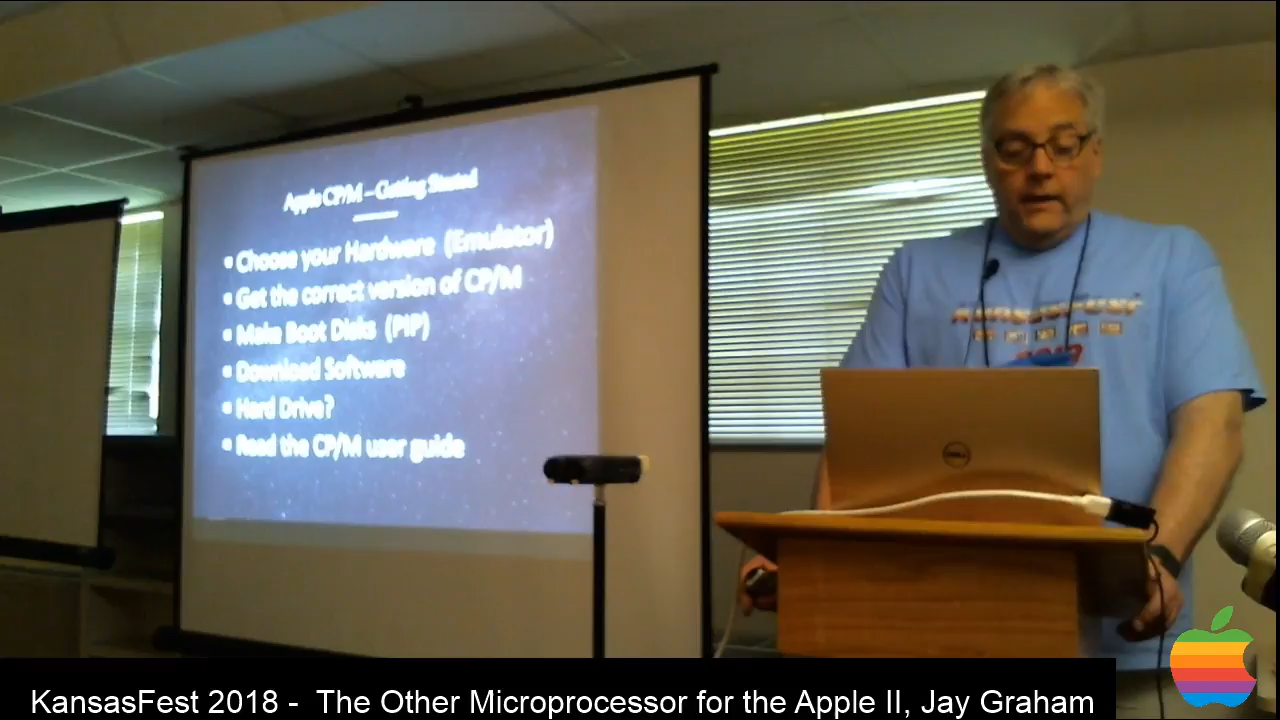 Apple CP/M – Getting Started
Choose your Hardware (Emulator)
Get the correct version of CP/M
Make Boot Disks (PIP)
Download Software
Hard Drive?
Read the CP/M user guide
DELL
KansasFest 2018 - The Other Microprocessor for the Apple II, Jay Graham